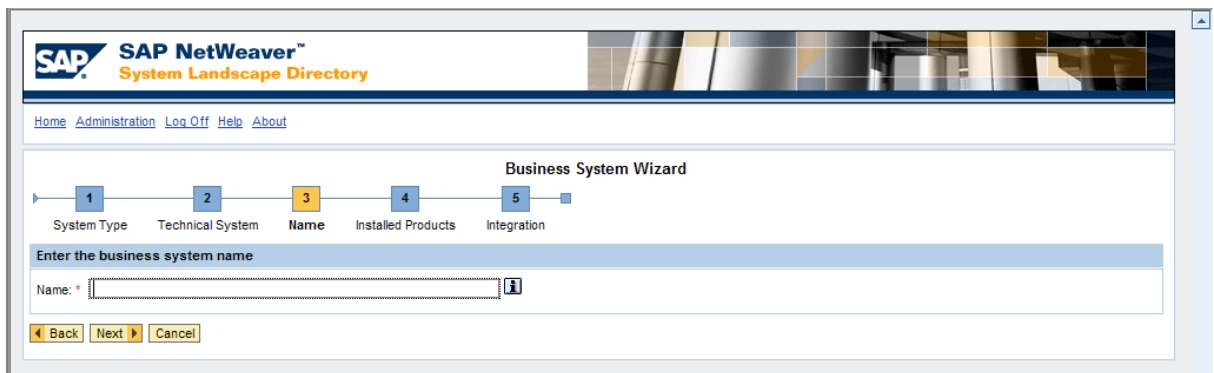 SAP
SAP NetWeaver™
System Landscape Directory
Home Administration Log Off Help About
Business System Wizard
1 2 3 4 5
System Type Technical System Name Installed Products Integration
Enter the business system name
Name: * i
Back Next Cancel